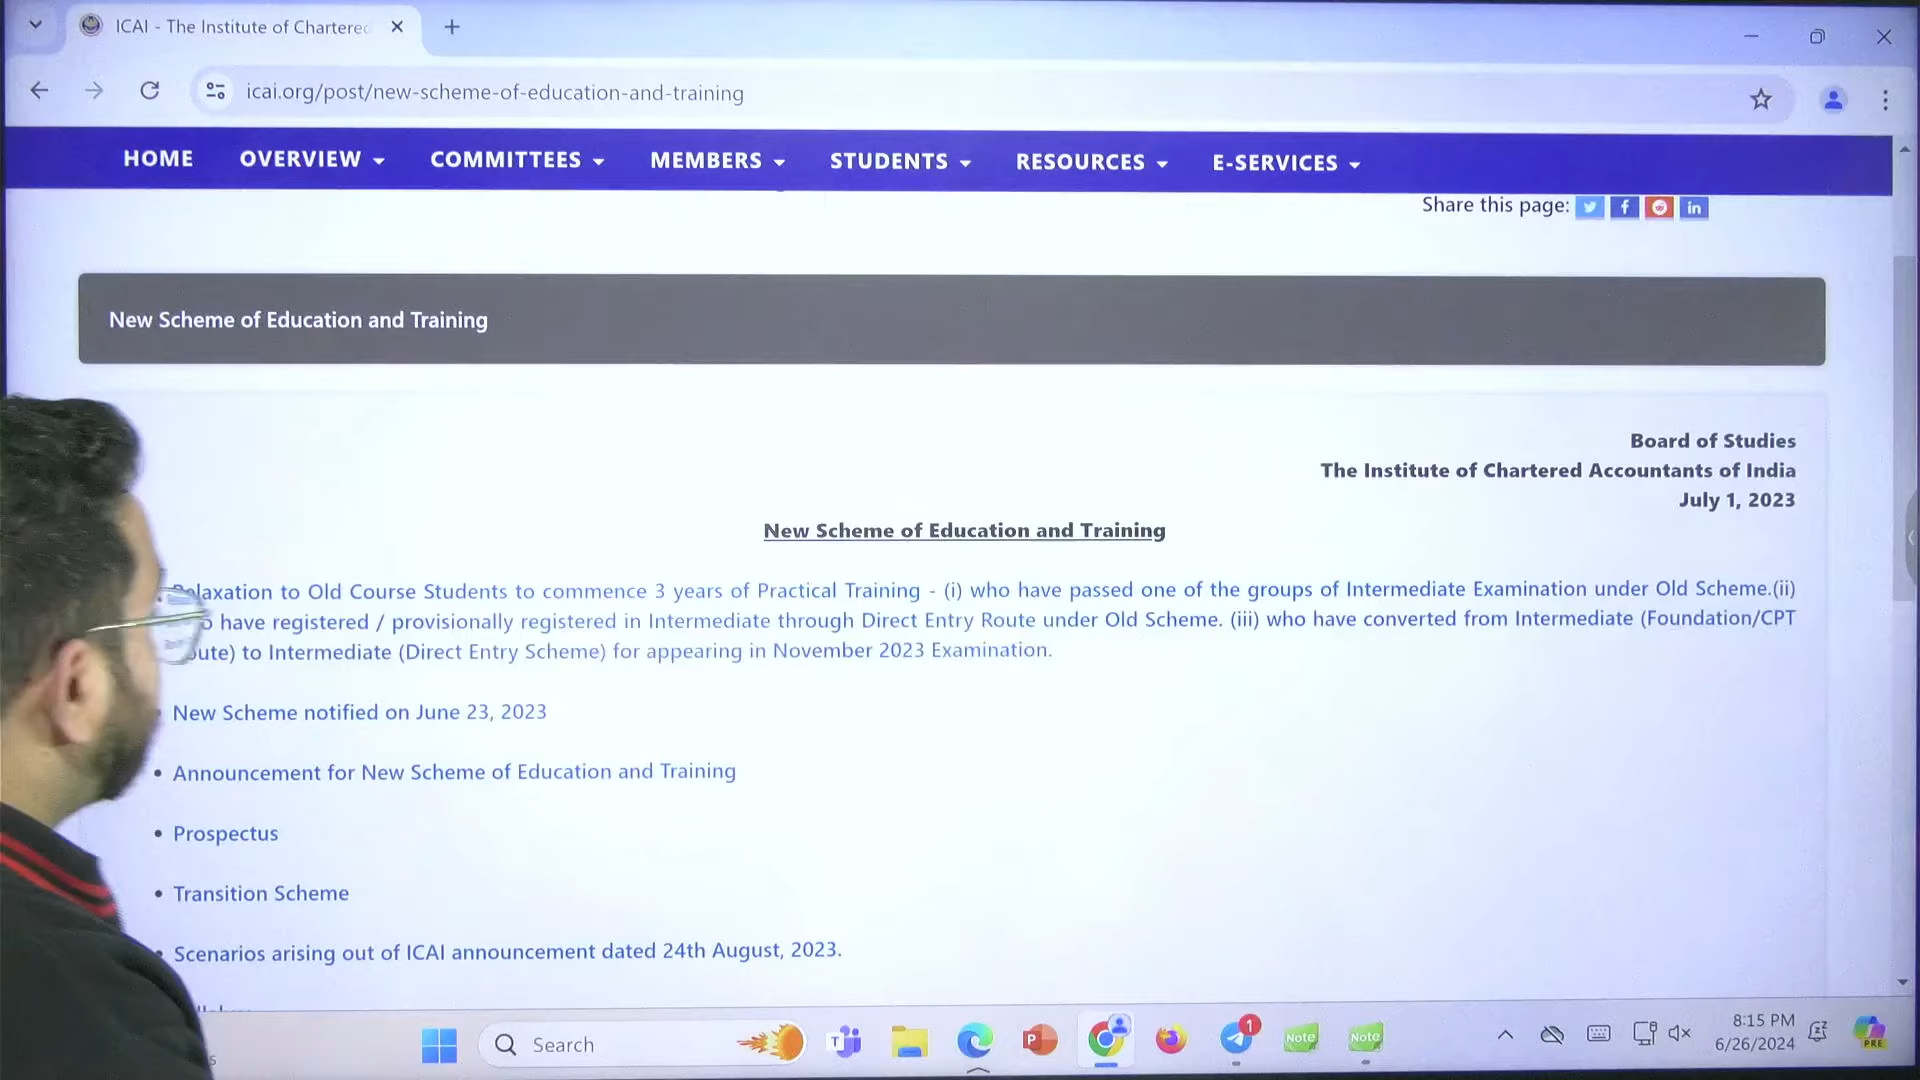 ICAI - The Institute of Chartered
icai.org/post/new-scheme-of-education-and-training
HOME OVERVIEW COMMITTEES MEMBERS STUDENTS RESOURCES E-SERVICES
Share this page:
New Scheme of Education and Training
Board of Studies
The Institute of Chartered Accountants of India
July 1, 2023
New Scheme of Education and Training
laxation to Old Course Students to commence 3 years of Practical Training - (i) who have passed one of the groups of Intermediate Examination under Old Scheme.(ii)
have registered / provisionally registered in Intermediate through Direct Entry Route under Old Scheme. (iii) who have converted from Intermediate (Foundation/CPT
ute) to Intermediate (Direct Entry Scheme) for appearing in November 2023 Examination.
New Scheme notified on June 23, 2023
• Announcement for New Scheme of Education and Training
• Prospectus
• Transition Scheme
• Scenarios arising out of ICAI announcement dated 24th August, 2023.
Search
1
Note
Note
8:15 PM
6/26/2024
PRE